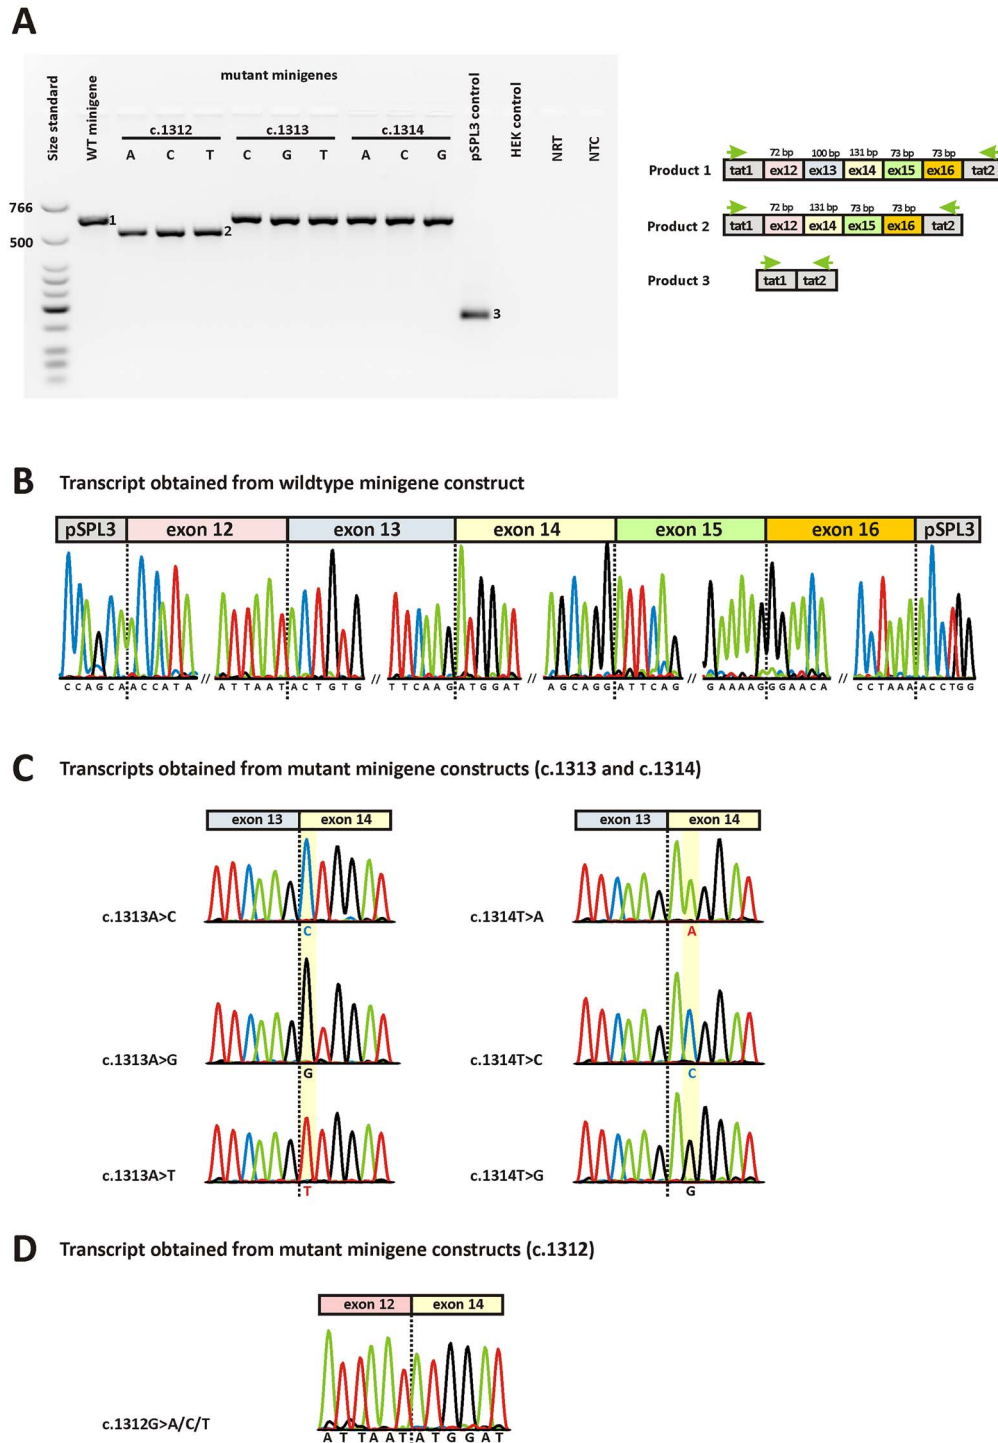 A
mutant minigenes
Size standard
WT minigene
c.1312
c.1313
c.1314
pSPL3 control
HEK control
NRT
NTC
A C T C G T A C G
766
500
1
2
3
72 bp 100 bp 131 bp 73 bp 73 bp
Product 1 tat1 ex12 ex13 ex14 ex15 ex16 tat2
72 bp 131 bp 73 bp 73 bp
Product 2 tat1 ex12 ex14 ex15 ex16 tat2
Product 3 tat1 tat2
B Transcript obtained from wildtype minigene construct
pSPL3 exon 12 exon 13 exon 14 exon 15 exon 16 pSPL3
C C A G C A A C C A T A // A T T A A T A C T G T G // T T C A A G A T G G A T // A G C A G G A T T C A G // G A A A A G G G A A C A // C C T A A A A C C T G G
C Transcripts obtained from mutant minigene constructs (c.1313 and c.1314)
exon 13 exon 14 exon 13 exon 14
c.1313A>C c.1314T>A
C A
c.1313A>G c.1314T>C
G C
c.1313A>T c.1314T>G
T G
D Transcript obtained from mutant minigene constructs (c.1312)
exon 12 exon 14
c.1312G>A/C/T
A T T A A T A T G G A T